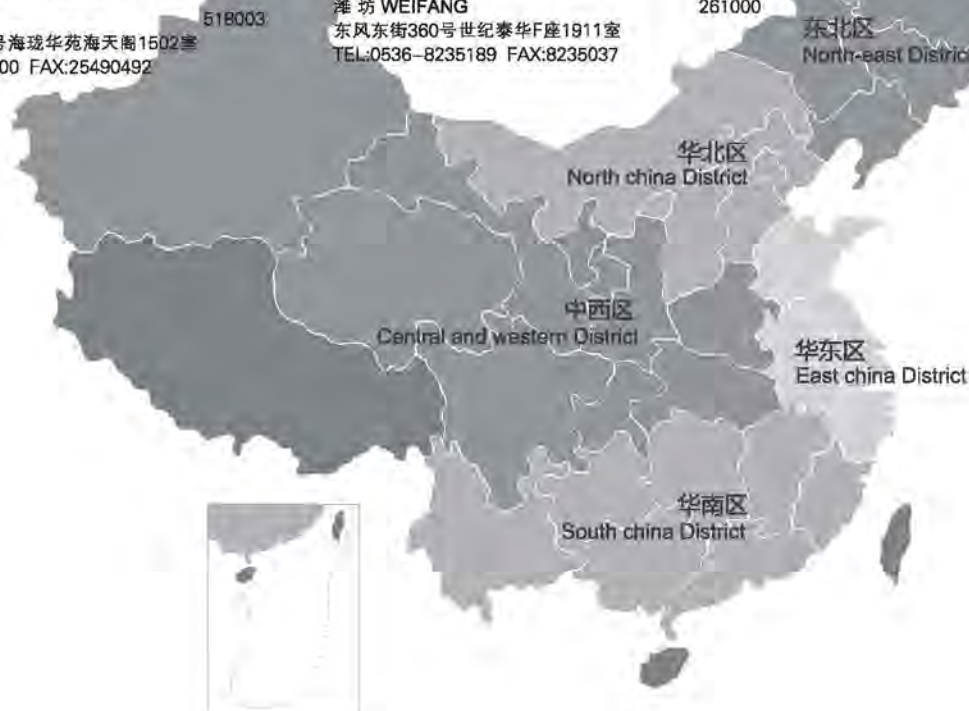 518003
号海珑华苑海天阁1502室
00 FAX:25490492
潍 坊 WEIFANG 261000
东风东街360号世纪泰华F座1911室
TEL:0536-8235189 FAX:8235037
东北区
North-east District
华北区
North china District
中西区
Central and western District
华东区
East china District
华南区
South china District